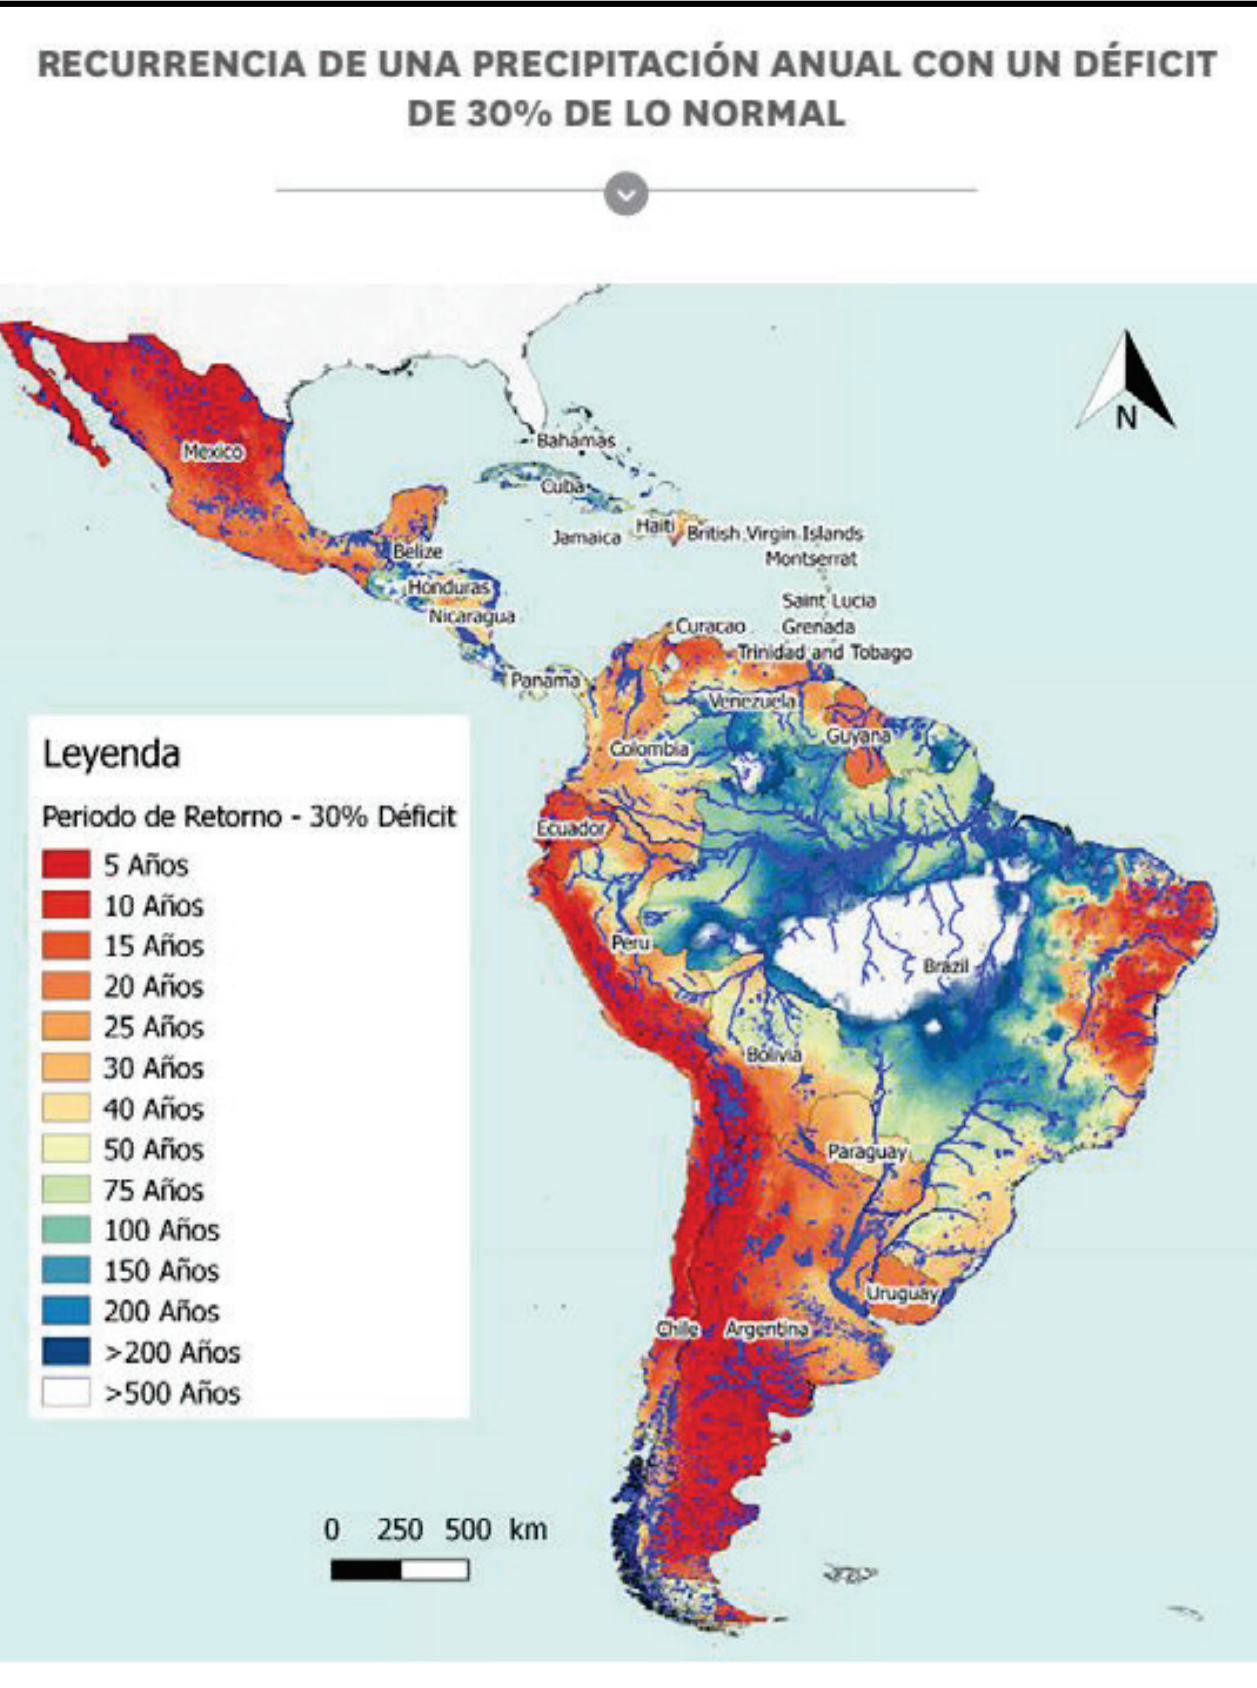 RECURRENCIA DE UNA PRECIPITACIÓN ANUAL CON UN DÉFICIT
DE 30% DE LO NORMAL
N
Bahamas
Mexico
Cuba
Haiti
British Virgin Islands
Jamaica
Belize
Montserrat
Honduras
Saint Lucia
Nicaragua
Curacao
Grenada
Trinidad and Tobago
Panama
Venezuela
Guyana
Colombia
Ecuador
Peru
Brazil
Bolivia
Paraguay
Uruguay
Chile
Argentina
Leyenda
Periodo de Retorno - 30% Déficit
5 Años
10 Años
15 Años
20 Años
25 Años
30 Años
40 Años
50 Años
75 Años
100 Años
150 Años
200 Años
>200 Años
>500 Años
0 250 500 km